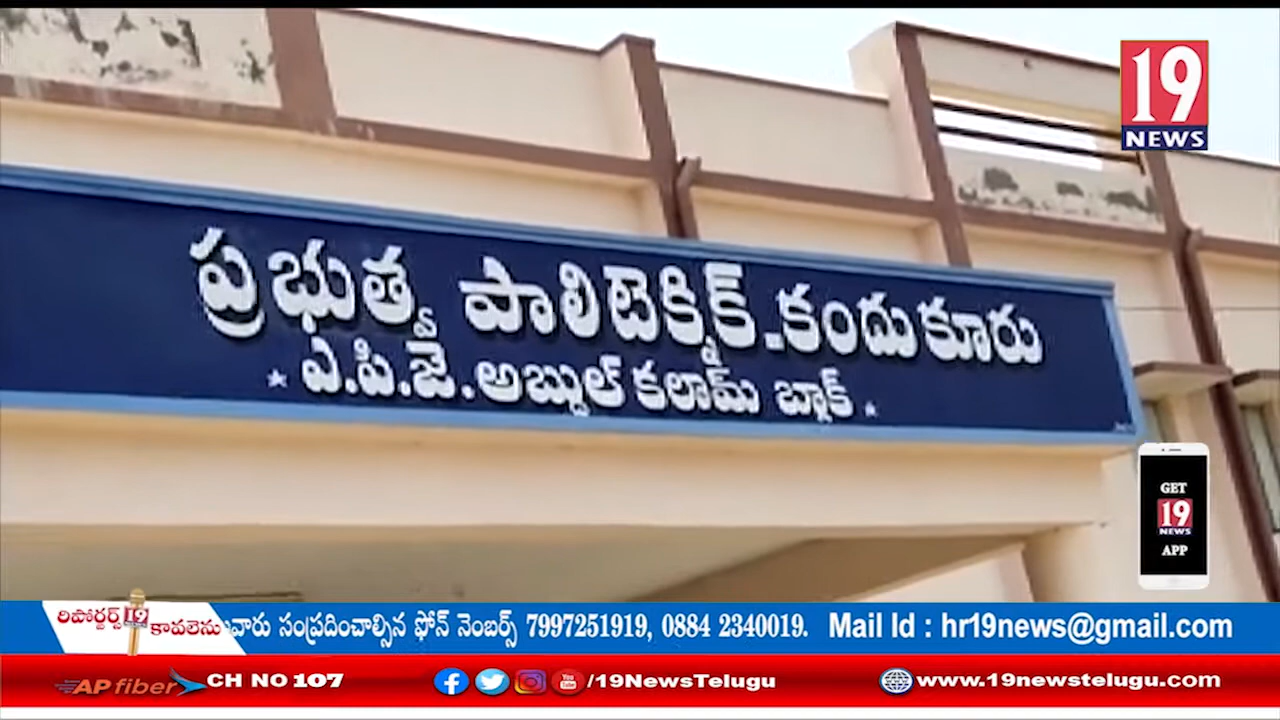 19
NEWS
ప్రభుత్వ పాలిటెక్నిక్-కందుకూరు
* ఎ.పి.జె. అబ్దుల్ కలామ్ బ్లాక్ *
GET
19
NEWS
APP
రిపోర్టర్స్ కావలెను
వారు సంప్రదించాల్సిన ఫోన్ నెంబర్స్ 7997251919, 0884 2340019. Mail Id : hr19news@gmail.com
AP fiber CH NO 107 /19NewsTelugu www.19newstelugu.com